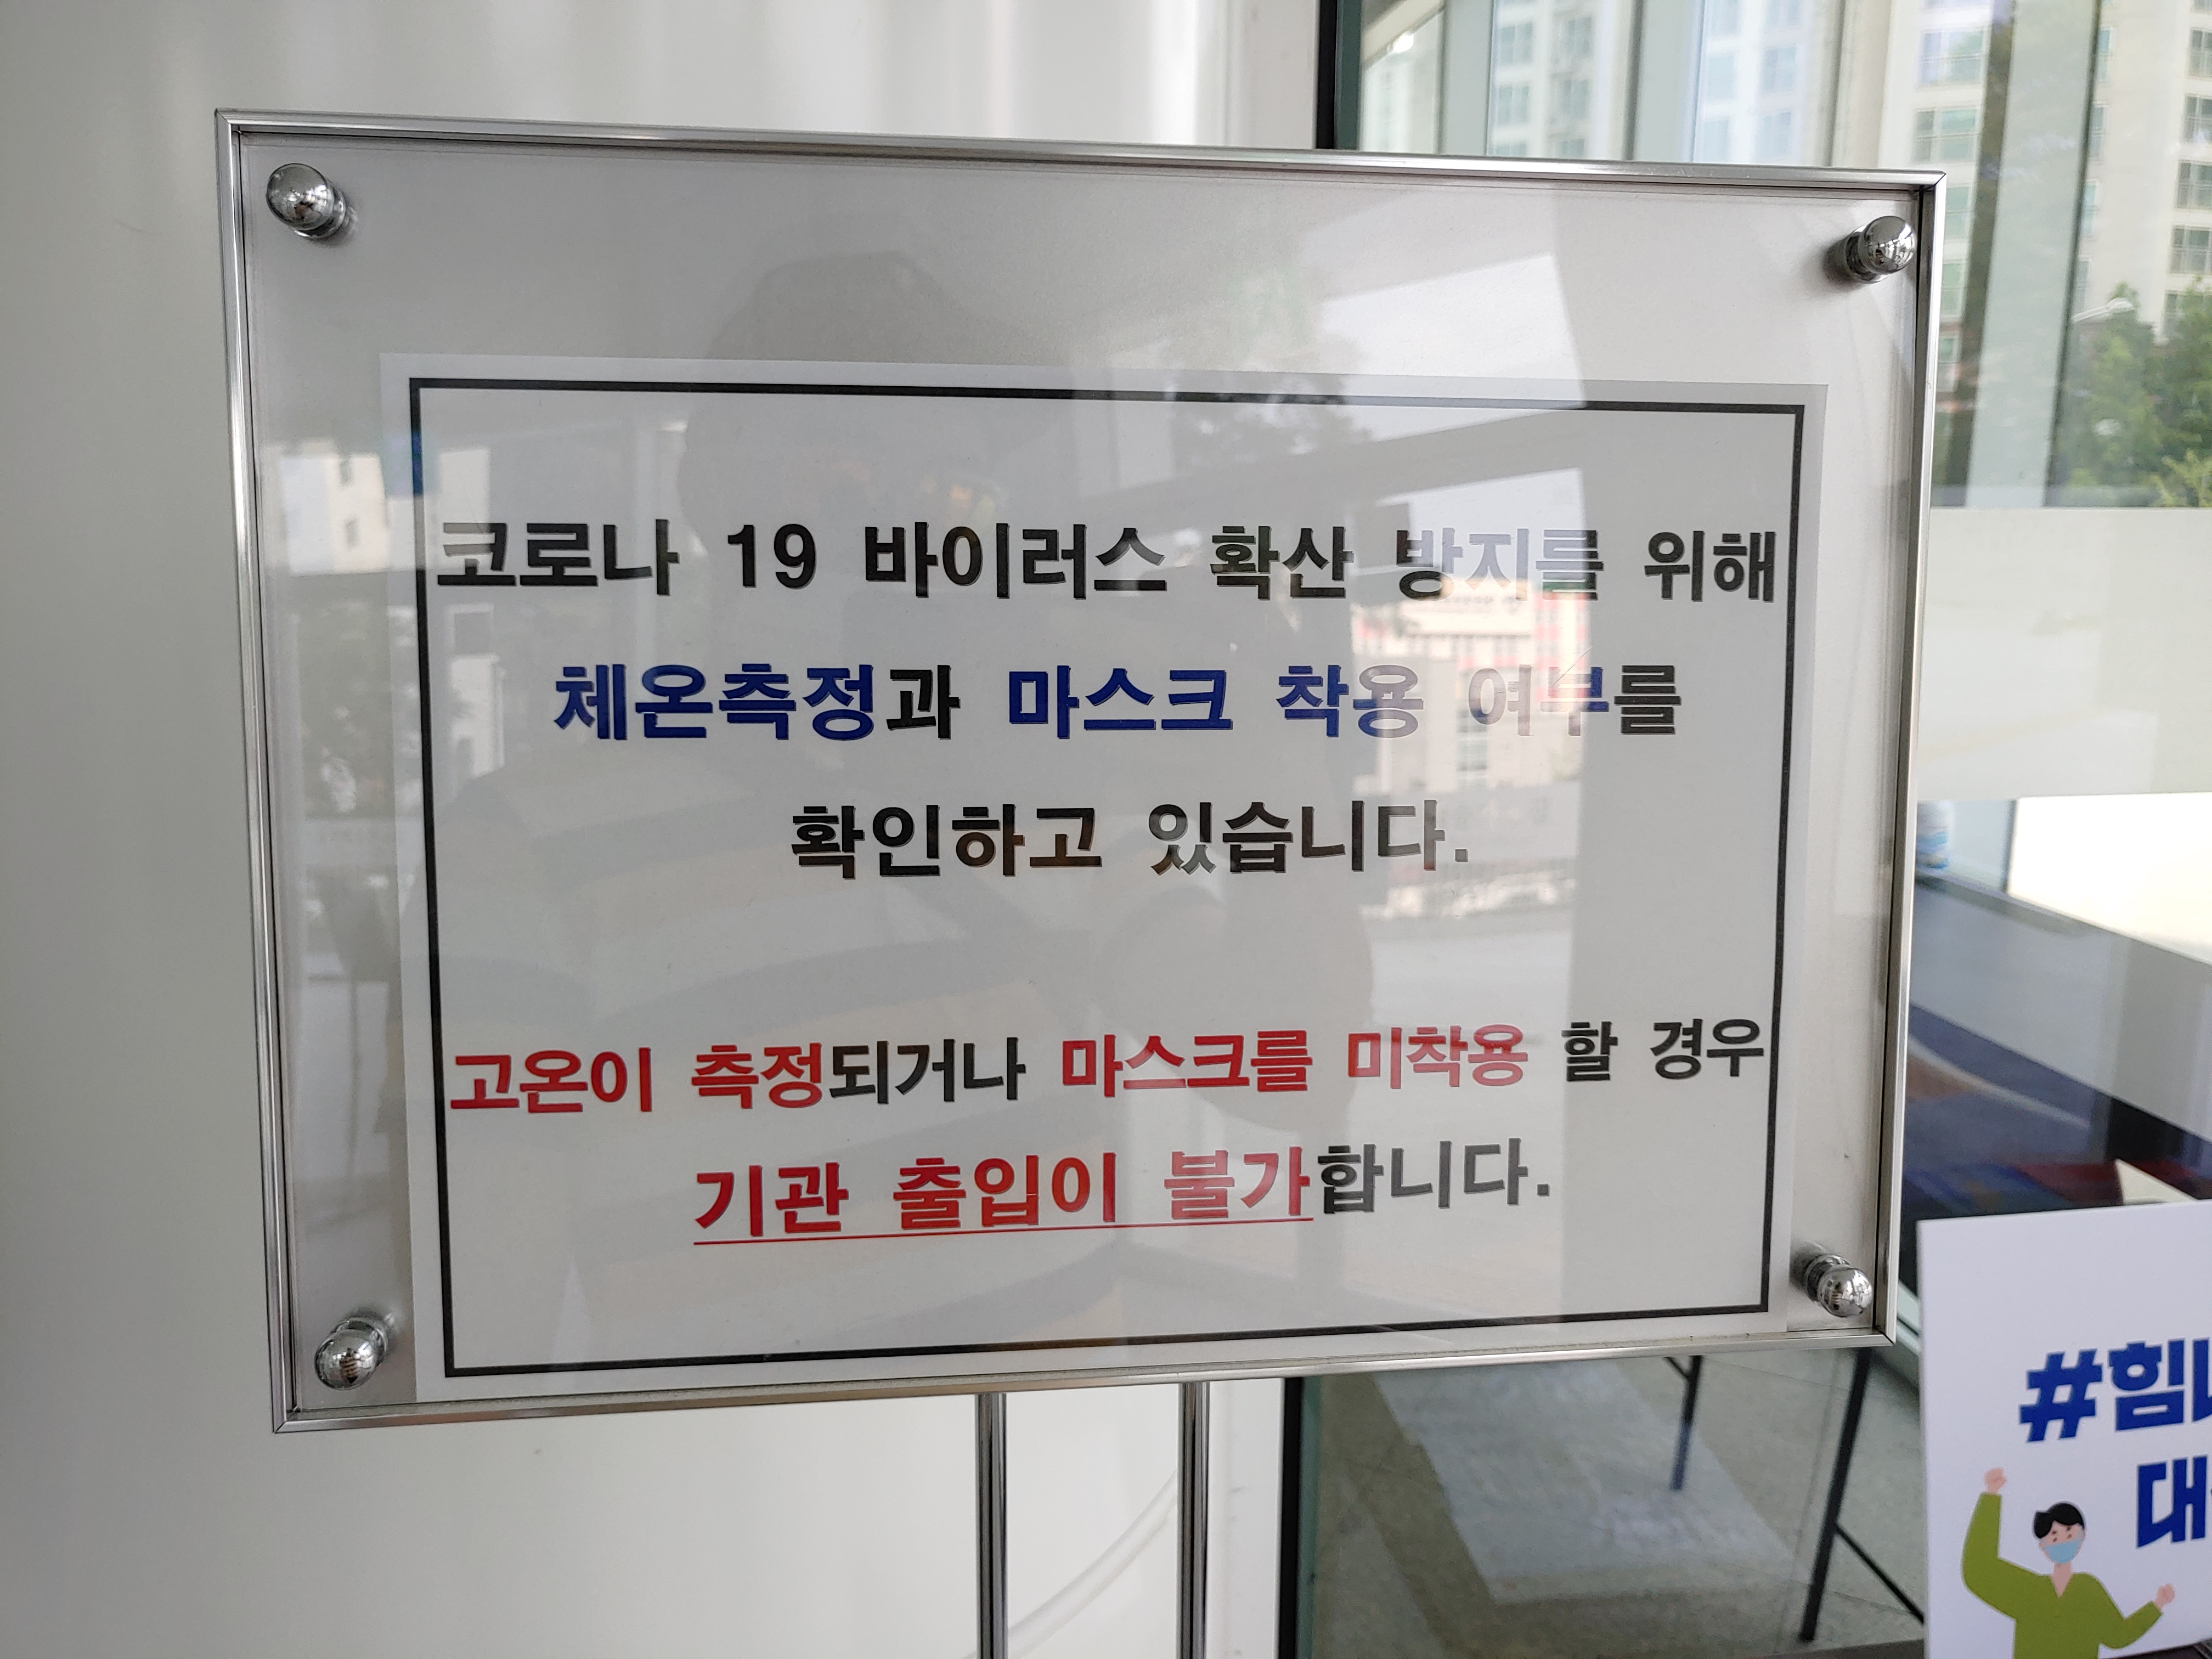 코로나 19 바이러스 확산 방지를 위해
체온측정과 마스크 착용 여부를
확인하고 있습니다.
고온이 측정되거나 마스크를 미착용 할 경우
기관 출입이 불가합니다.
#힘내
대